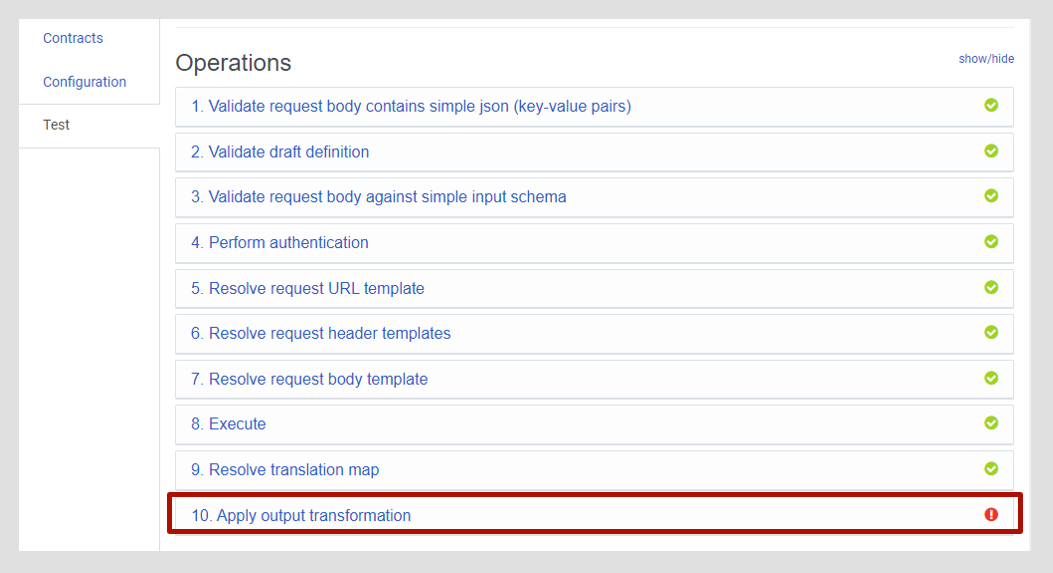 Contracts
Configuration
Test
Operations
show/hide
1. Validate request body contains simple json (key-value pairs)
2. Validate draft definition
3. Validate request body against simple input schema
4. Perform authentication
5. Resolve request URL template
6. Resolve request header templates
7. Resolve request body template
8. Execute
9. Resolve translation map
10. Apply output transformation